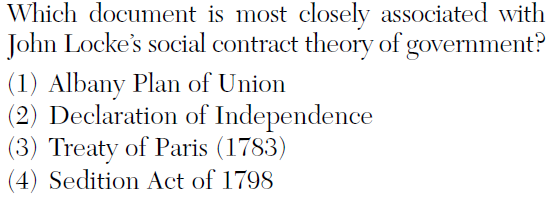 Which document is most closely associated with
John Locke's social contract theory of government?
(1) Albany Plan of Union
(2) Declaration of Independence
(3) Treaty of Paris (1783)
(4) Sedition Act of 1798